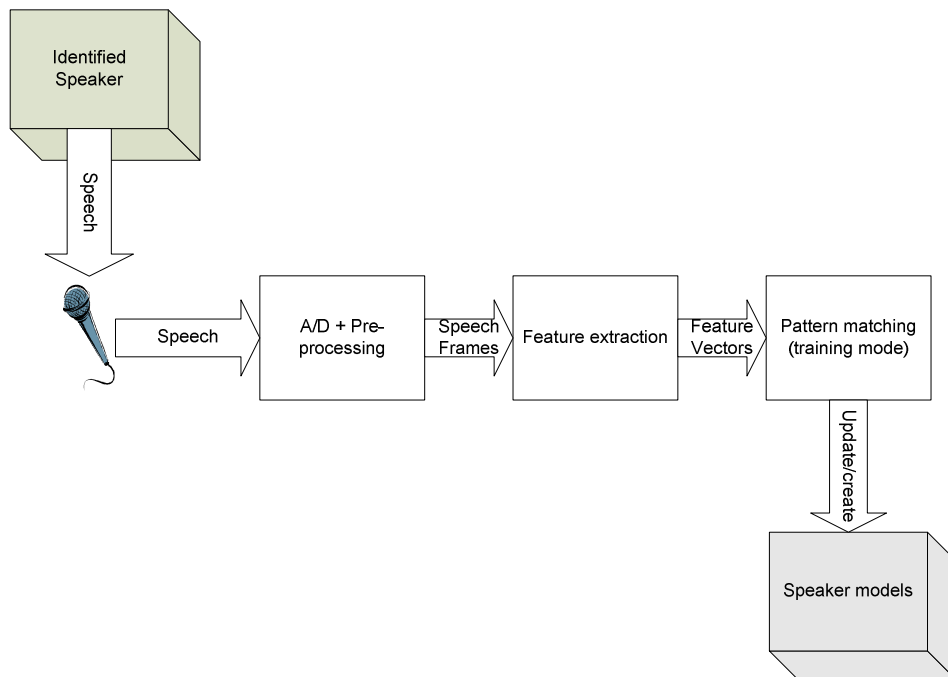 Identified
Speaker
Speech
Speech
A/D + Pre-
processing
Speech
Frames
Feature extraction
Feature
Vectors
Pattern matching
(training mode)
Update/create
Speaker models